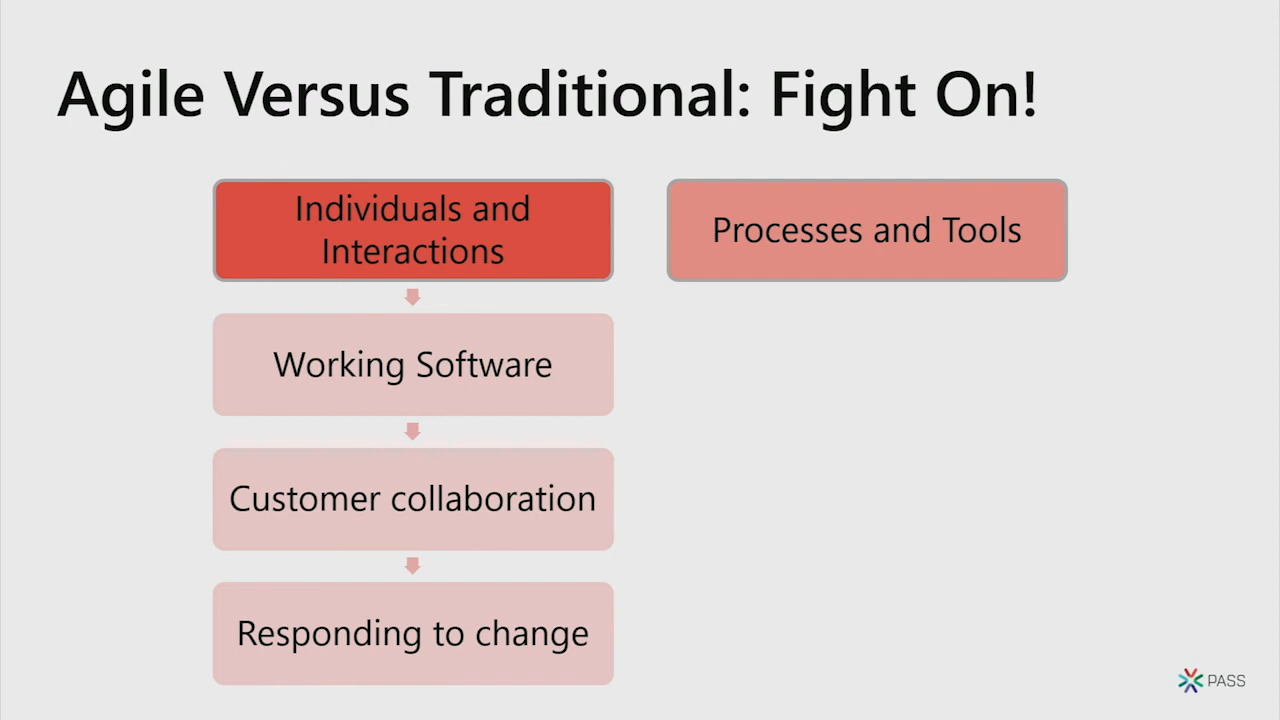 Agile Versus Traditional: Fight On!
Individuals and
Interactions
Processes and Tools
Working Software
Customer collaboration
Responding to change
PASS